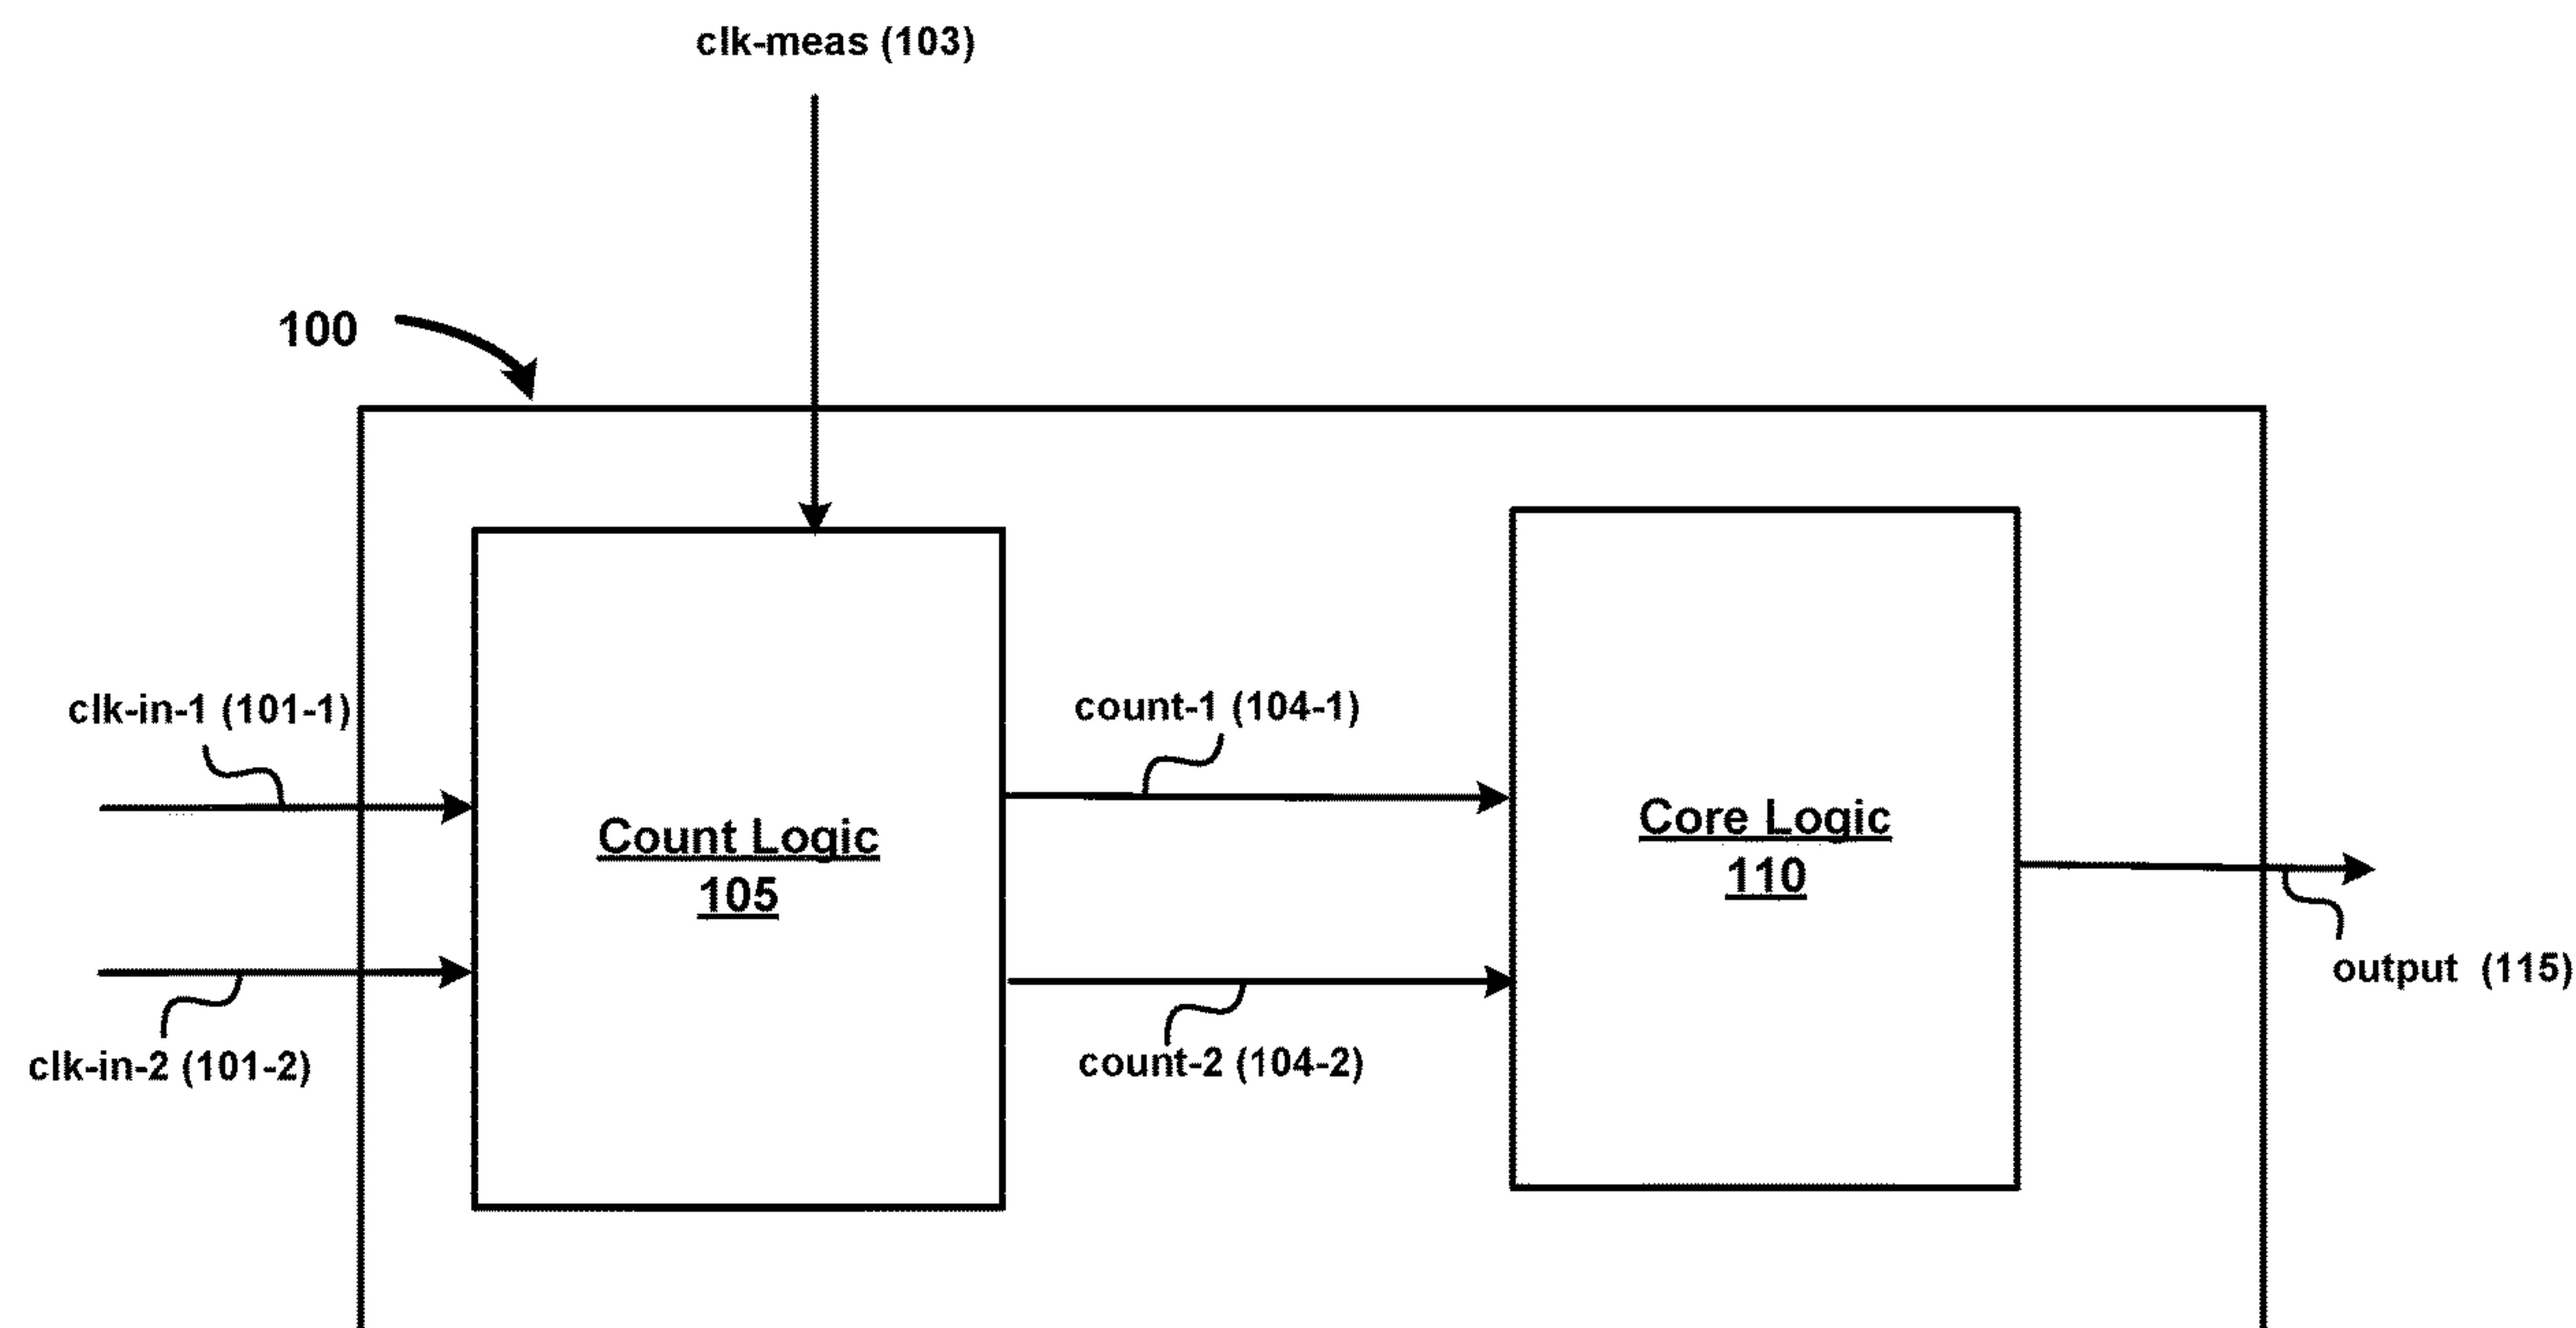 clk-meas (103)
100
clk-in-1 (101-1)
count-1 (104-1)
Count Logic
105
Core Logic
110
output (115)
clk-in-2 (101-2)
count-2 (104-2)